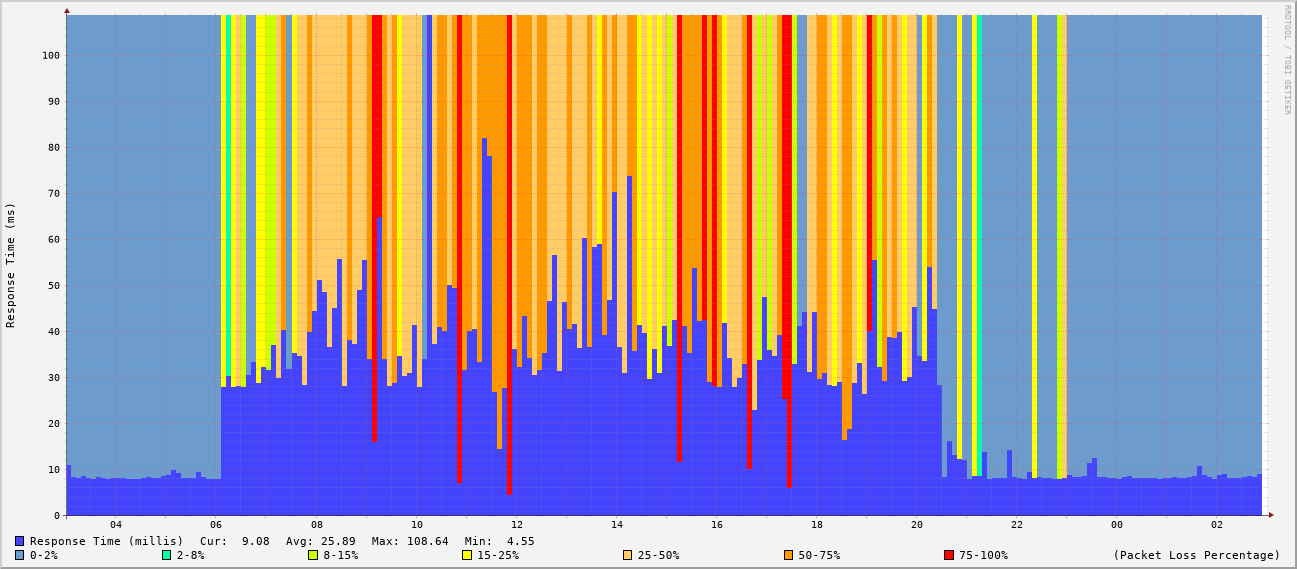 RRDTOOL / TOBI OETIKER
Response Time (ms)
100
90
80
70
60
50
40
30
20
10
0
04 06 08 10 12 14 16 18 20 22 00 02
Response Time (millis) Cur: 9.08 Avg: 25.89 Max: 108.64 Min: 4.55
0-2% 2-8% 8-15% 15-25% 25-50% 50-75% 75-100% (Packet Loss Percentage)